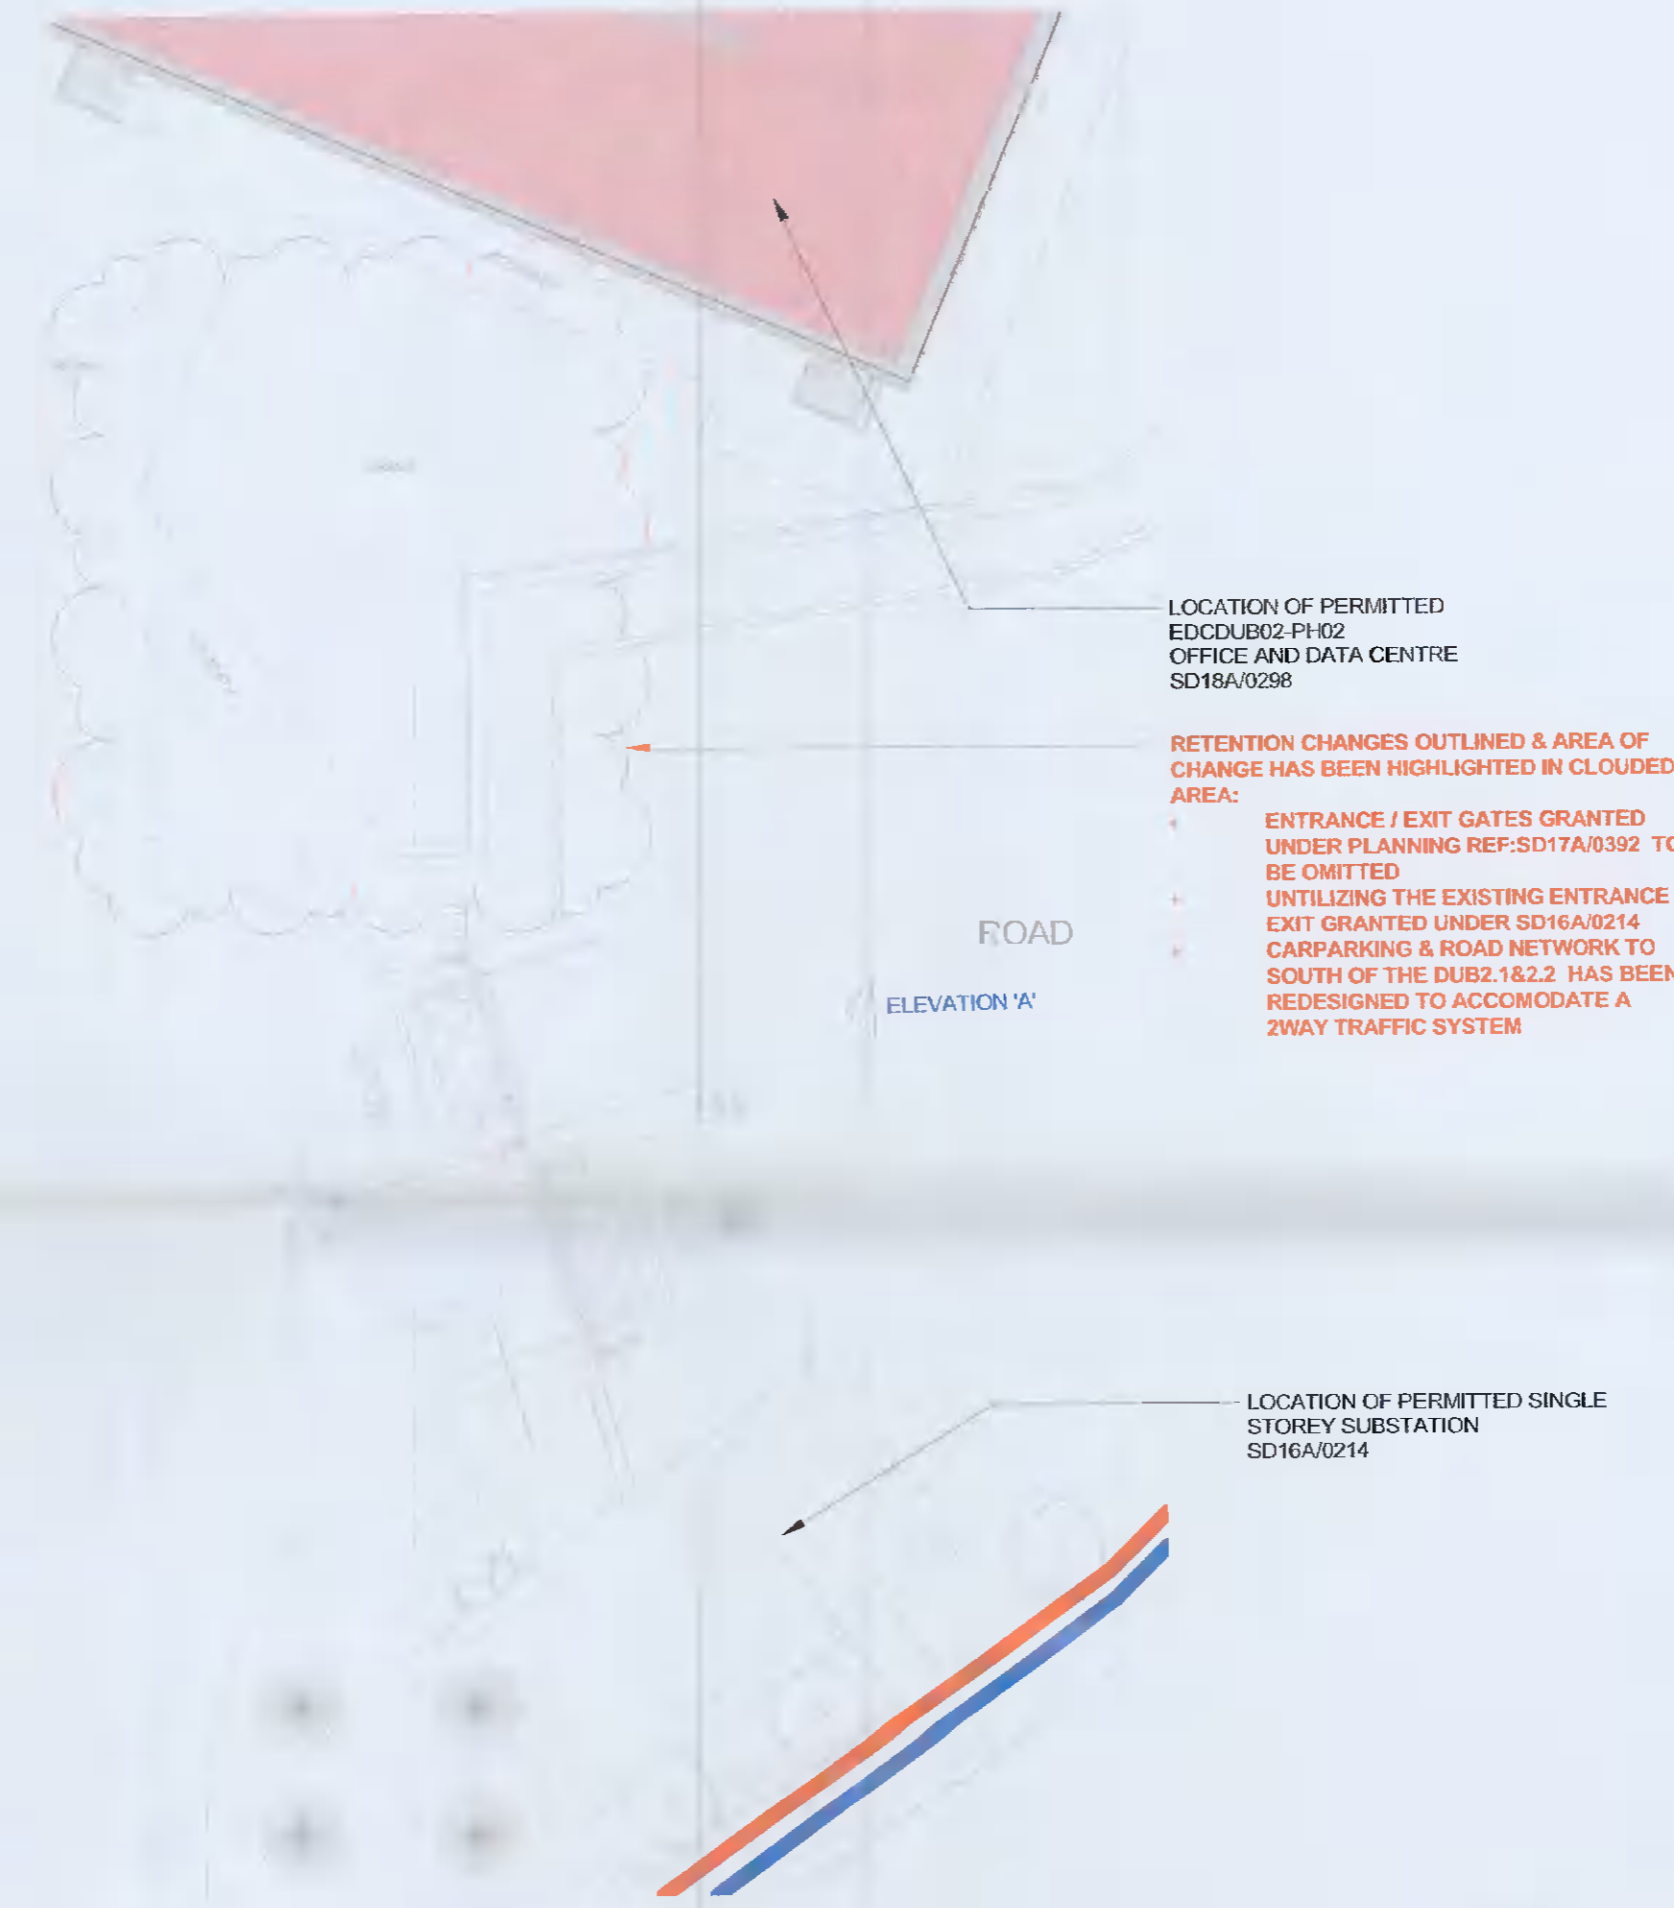 LOCATION OF PERMITTED
EDCDUB02-PH02
OFFICE AND DATA CENTRE
SD18A/0298
RETENTION CHANGES OUTLINED & AREA OF
CHANGE HAS BEEN HIGHLIGHTED IN CLOUDED
AREA:
ENTRANCE / EXIT GATES GRANTED
UNDER PLANNING REF:SD17A/0392 TO
BE OMITTED
UNTILIZING THE EXISTING ENTRANCE
EXIT GRANTED UNDER SD16A/0214
CARPARKING & ROAD NETWORK TO
SOUTH OF THE DUB2.1&2.2 HAS BEEN
REDESIGNED TO ACCOMODATE A
2WAY TRAFFIC SYSTEM
ROAD
ELEVATION 'A'
LOCATION OF PERMITTED SINGLE
STOREY SUBSTATION
SD16A/0214